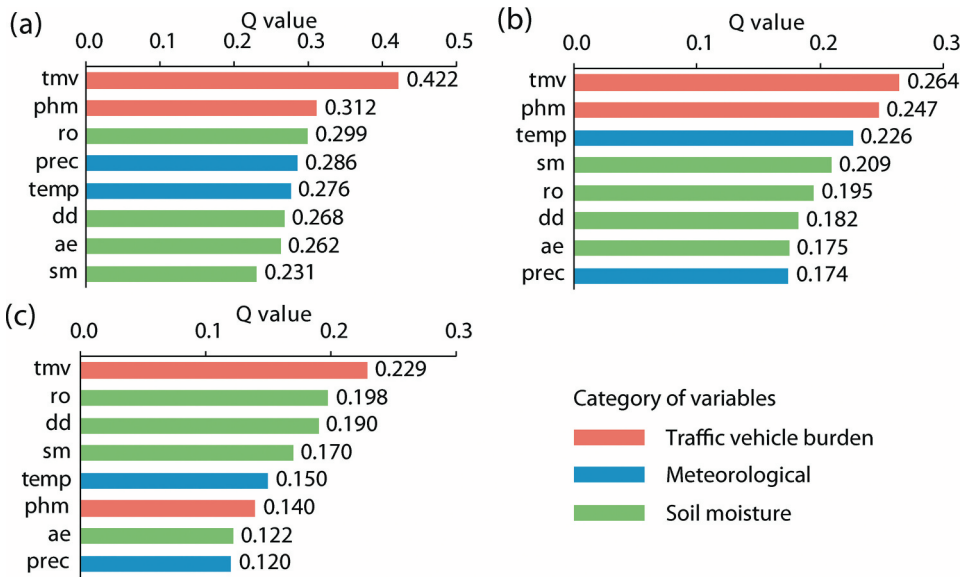 (a)
Q value
0.0 0.1 0.2 0.3 0.4 0.5
tmv 0.422
phm 0.312
ro 0.299
prec 0.286
temp 0.276
dd 0.268
ae 0.262
sm 0.231
(b)
Q value
0.0 0.1 0.2 0.3
tmv 0.264
phm 0.247
temp 0.226
sm 0.209
ro 0.195
dd 0.182
ae 0.175
prec 0.174
(c)
Q value
0.0 0.1 0.2 0.3
tmv 0.229
ro 0.198
dd 0.190
sm 0.170
temp 0.150
phm 0.140
ae 0.122
prec 0.120
Category of variables
Traffic vehicle burden
Meteorological
Soil moisture